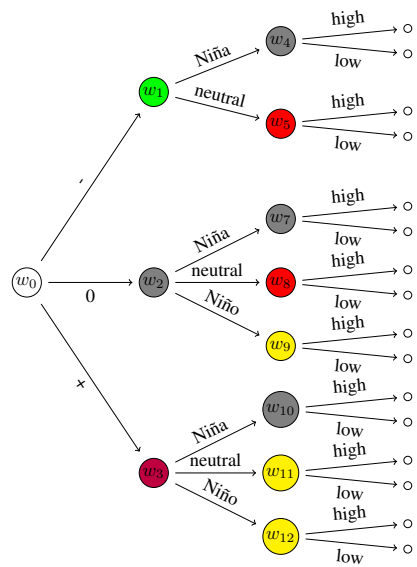 high
w₄
Niña
low
w₁
neutral
high
w₅
low
-
high
Niña
w₇
low
w₀
0
w₂
neutral
high
w₈
low
Niño
high
w₉
low
+
high
Niña
w₁₀
low
w₃
neutral
high
w₁₁
low
Niño
high
w₁₂
low